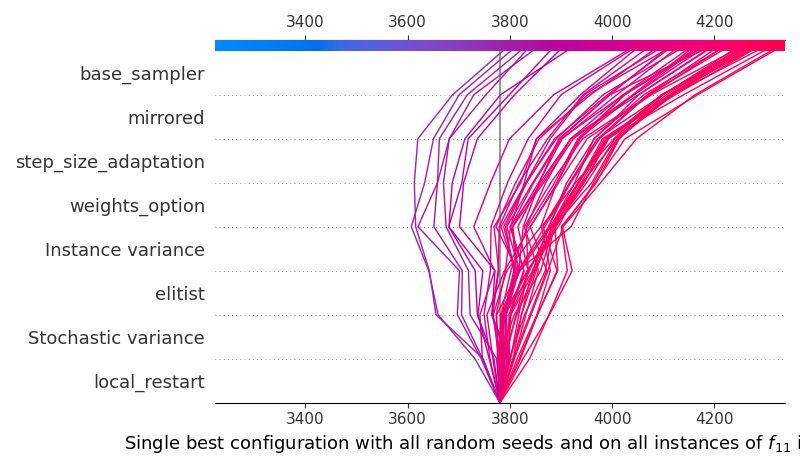 3400 3600 3800 4000 4200
base_sampler
mirrored
step_size_adaptation
weights_option
Instance variance
elitist
Stochastic variance
local_restart
3400 3600 3800 4000 4200
Single best configuration with all random seeds and on all instances of f₁₁ i